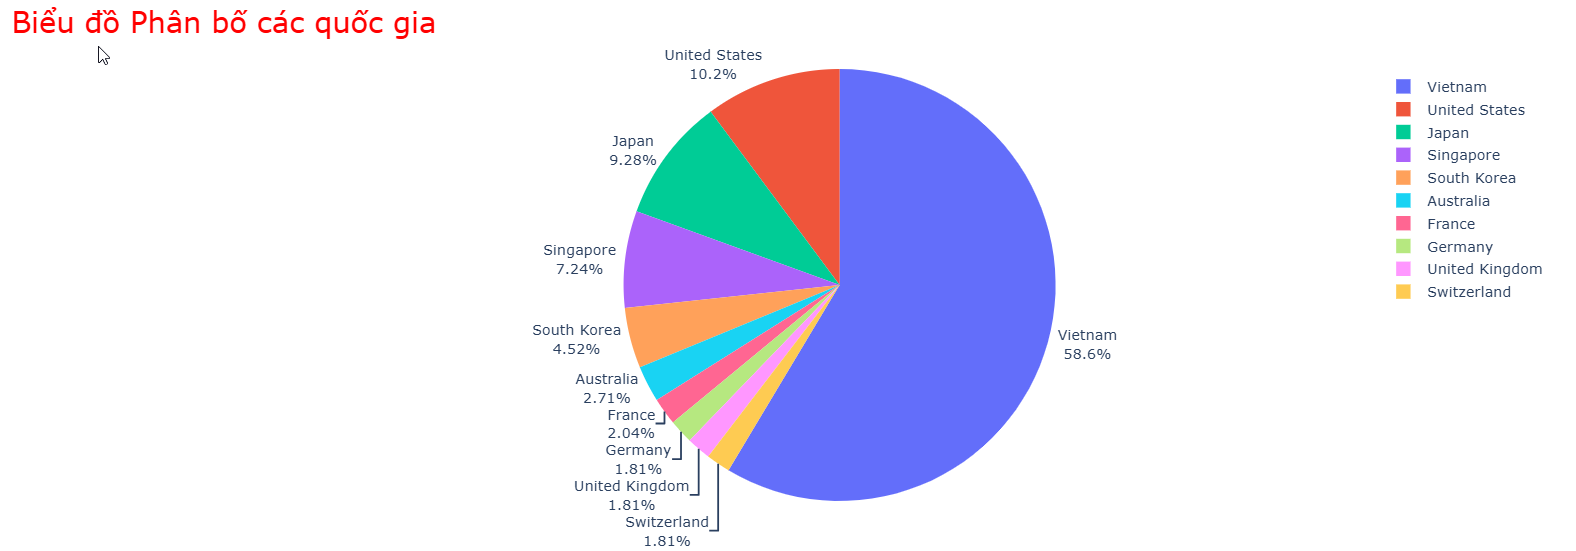 Biểu đồ Phân bố các quốc gia
United States
10.2%
Japan
9.28%
Singapore
7.24%
South Korea
4.52%
Australia
2.71%
France
2.04%
Germany
1.81%
United Kingdom
1.81%
Switzerland
1.81%
Vietnam
58.6%
Vietnam
United States
Japan
Singapore
South Korea
Australia
France
Germany
United Kingdom
Switzerland